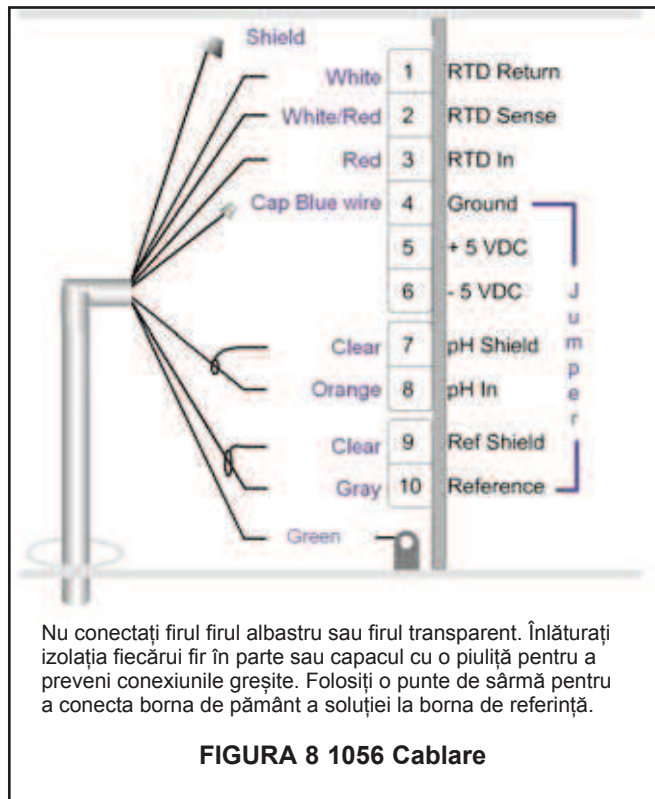 Shield
White 1 RTD Return
White/Red 2 RTD Sense
Red 3 RTD In
Cap Blue wire 4 Ground
5 + 5 VDC
6 - 5 VDC
Jumper
Clear 7 pH Shield
Orange 8 pH In
Clear 9 Ref Shield
Gray 10 Reference
Green
Nu conectați firul firul albastru sau firul transparent. Înlăturați
izolația fiecărui fir în parte sau capacul cu o piuliță pentru a
preveni conexiunile greșite. Folosiți o punte de sârmă pentru
a conecta borna de pământ a soluției la borna de referință.
FIGURA 8 1056 Cablare